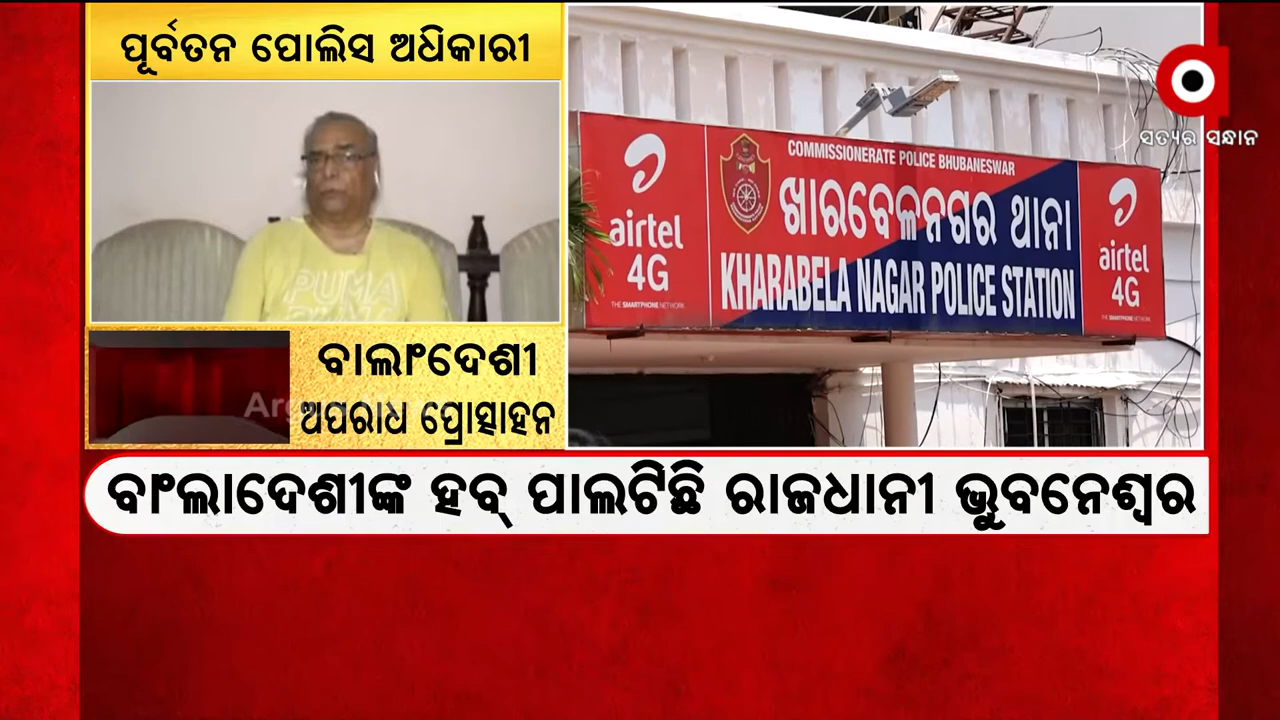 ପୂର୍ବତନ ପୋଲିସ ଅଧିକାରୀ
PUMA
ସତ୍ୟର ସନ୍ଧାନ
COMMISSIONERATE POLICE BHUBANESWAR
ଖାରବେଳନଗର ଥାନା
KHARABELA NAGAR POLICE STATION
airtel
4G
THE SMARTPHONE NETWORK
airtel
4G
THE SMARTPHONE NETWORK
ବାଲାଂଦେଶୀ
ଅପରାଧ ପ୍ରୋତ୍ସାହନ
ବାଂଲାଦେଶୀଙ୍କ ହବ୍ ପାଲଟିଛି ରାଜଧାନୀ ଭୁବନେଶ୍ୱର